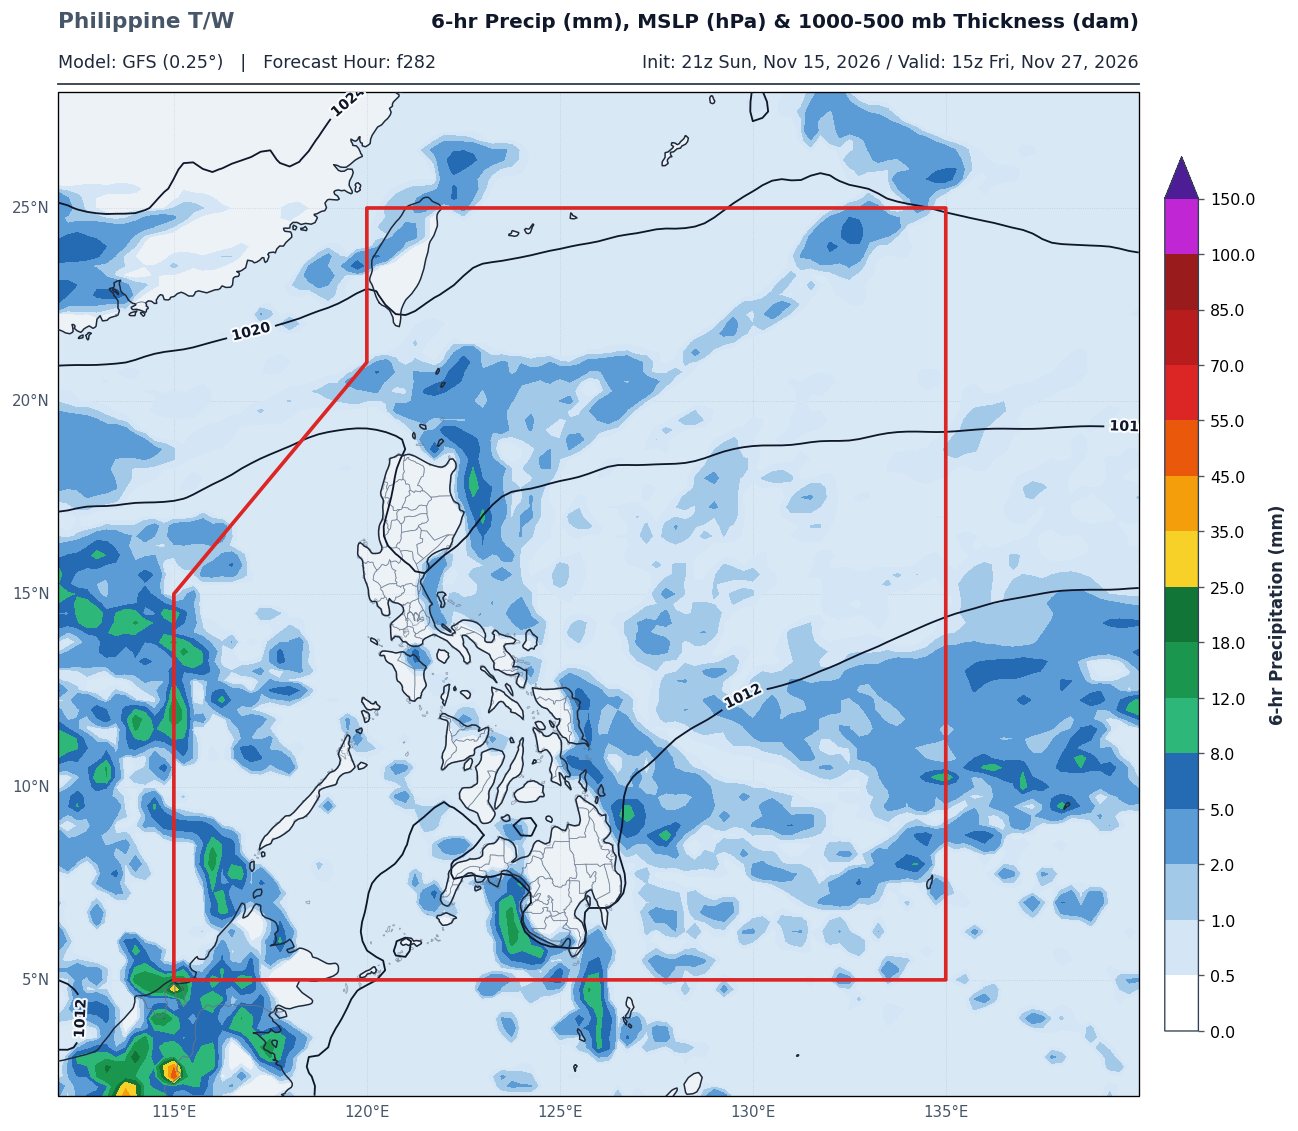 Philippine T/W
6-hr Precip (mm), MSLP (hPa) & 1000-500 mb Thickness (dam)
Model: GFS (0.25°)   |   Forecast Hour: f282
Init: 21z Sun, Nov 15, 2026 / Valid: 15z Fri, Nov 27, 2026
1024
1020
101
1012
1012
25°N
20°N
15°N
10°N
5°N
115°E
120°E
125°E
130°E
135°E
150.0
100.0
85.0
70.0
55.0
45.0
35.0
25.0
18.0
12.0
8.0
5.0
2.0
1.0
0.5
0.0
6-hr Precipitation (mm)